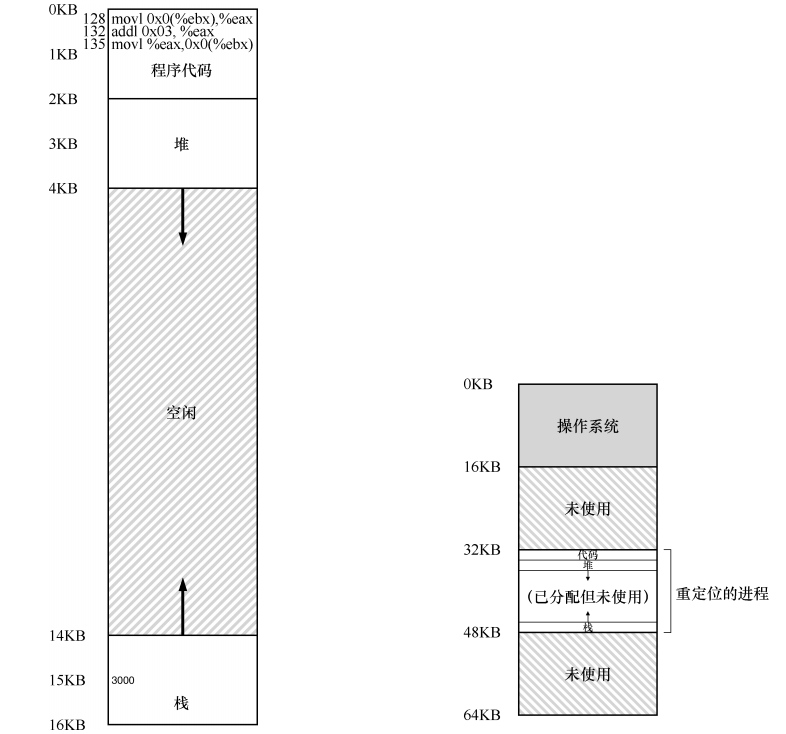 0KB
128 movl 0x0(%ebx),%eax
132 addl 0x03, %eax
135 movl %eax,0x0(%ebx)
1KB
程序代码
2KB
3KB
堆
4KB
空闲
14KB
15KB
3000
栈
16KB
0KB
操作系统
16KB
未使用
32KB
代码
堆
(已分配但未使用)
重定位的进程
栈
48KB
未使用
64KB